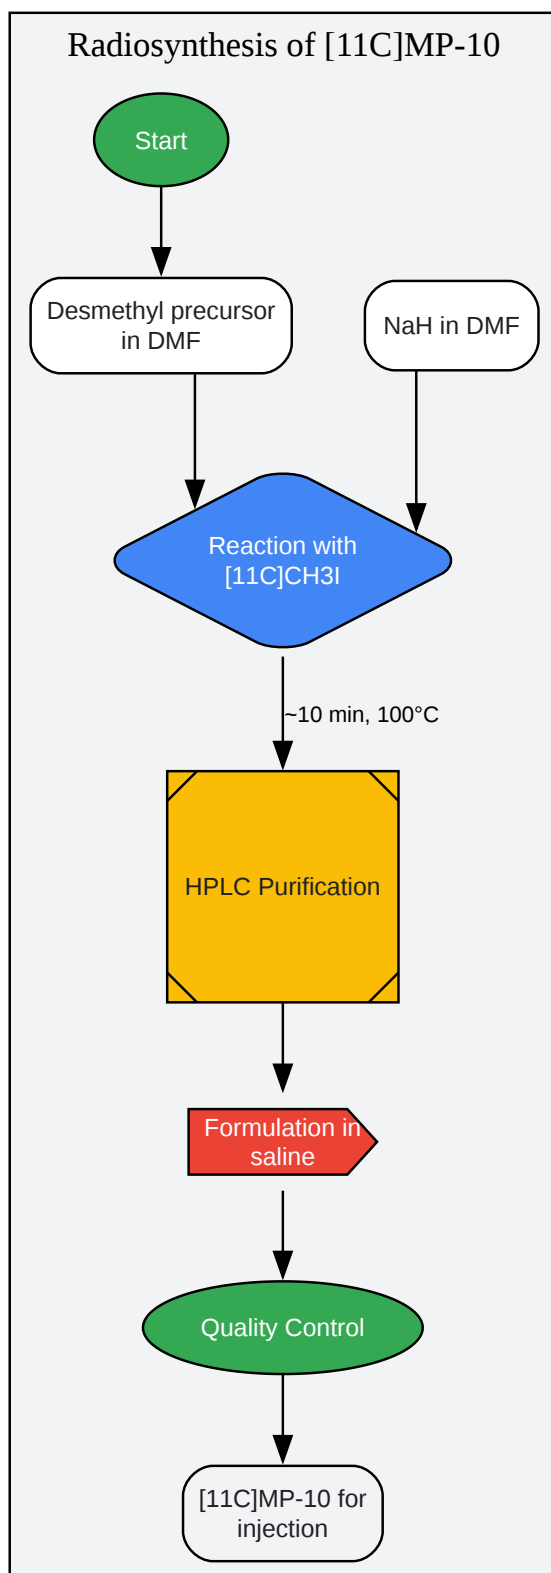 Radiosynthesis of [11C]MP-10
Start
Desmethyl precursor
in DMF
NaH in DMF
Reaction with
[11C]CH3I
~10 min, 100°C
HPLC Purification
Formulation in
saline
Quality Control
[11C]MP-10 for
injection